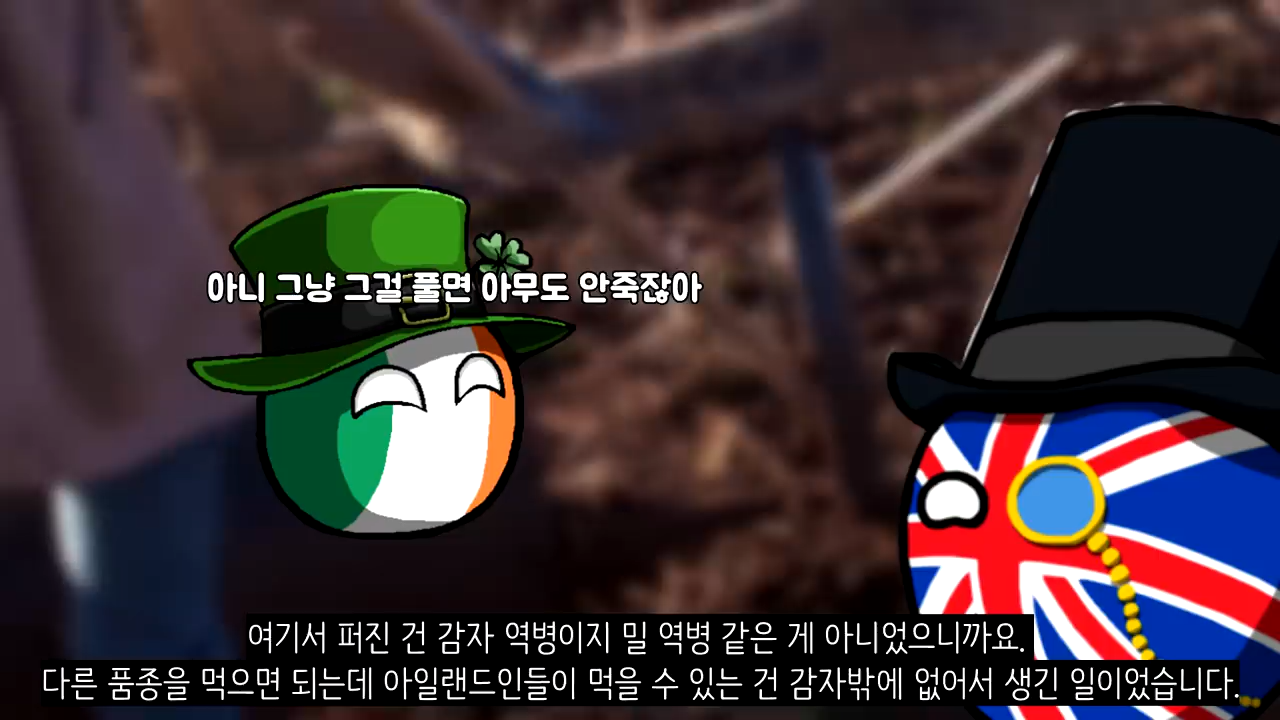 아니 그냥 그걸 풀면 아무도 안죽잖아
여기서 퍼진 건 감자 역병이지 밀 역병 같은 게 아니었으니까요.
다른 품종을 먹으면 되는데 아일랜드인들이 먹을 수 있는 건 감자밖에 없어서 생긴 일이었습니다.